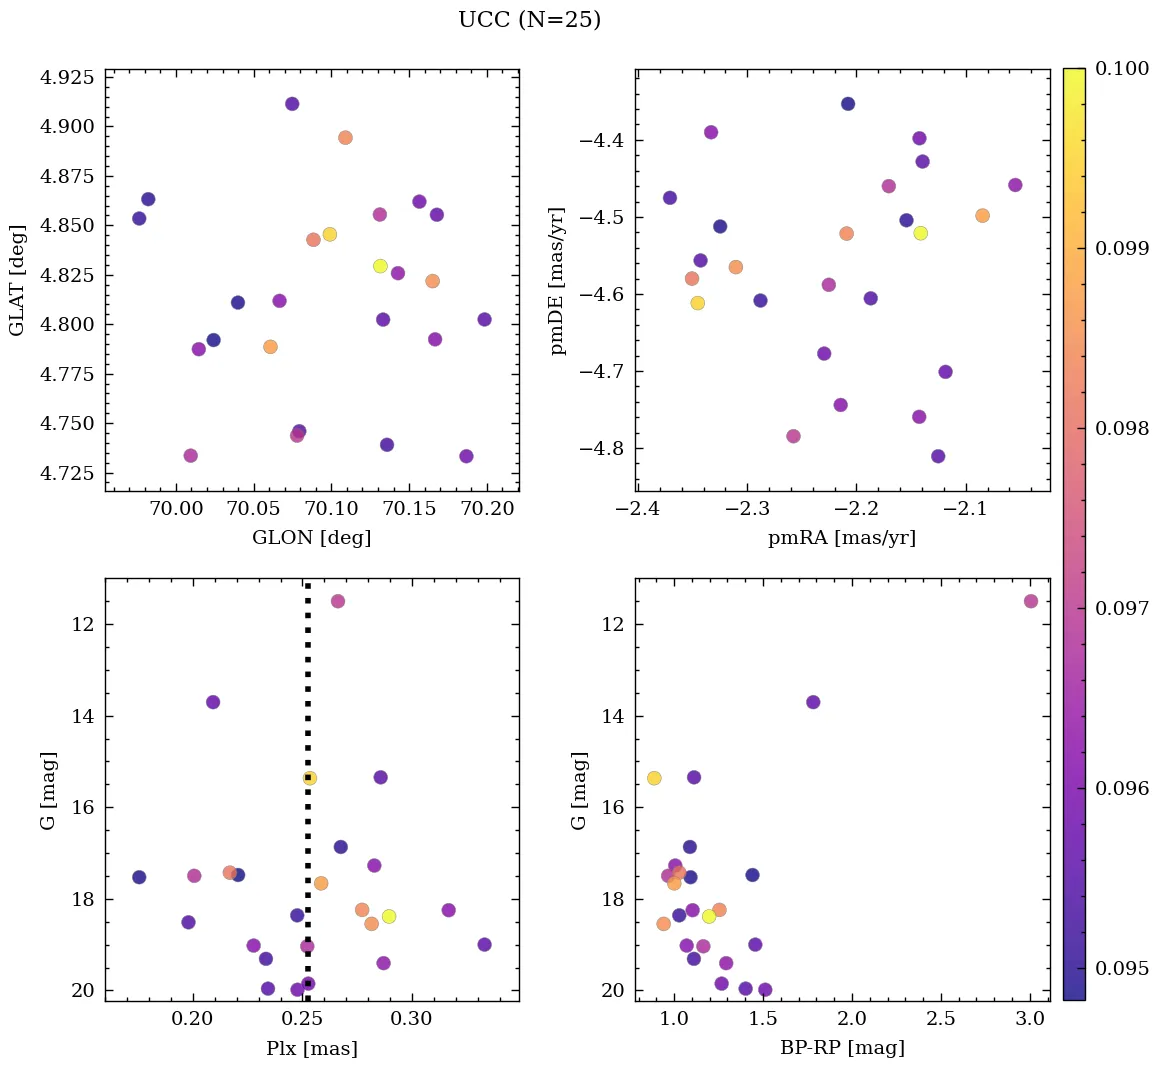 UCC (N=25)
4.925
4.900
4.875
4.850
4.825
4.800
4.775
4.750
4.725
GLAT [deg]
70.00 70.05 70.10 70.15 70.20
GLON [deg]
−4.4
−4.5
−4.6
−4.7
−4.8
pmDE [mas/yr]
−2.4 −2.3 −2.2 −2.1
pmRA [mas/yr]
12
14
16
18
20
G [mag]
0.20 0.25 0.30
Plx [mas]
12
14
16
18
20
G [mag]
1.0 1.5 2.0 2.5 3.0
BP-RP [mag]
0.100
0.099
0.098
0.097
0.096
0.095